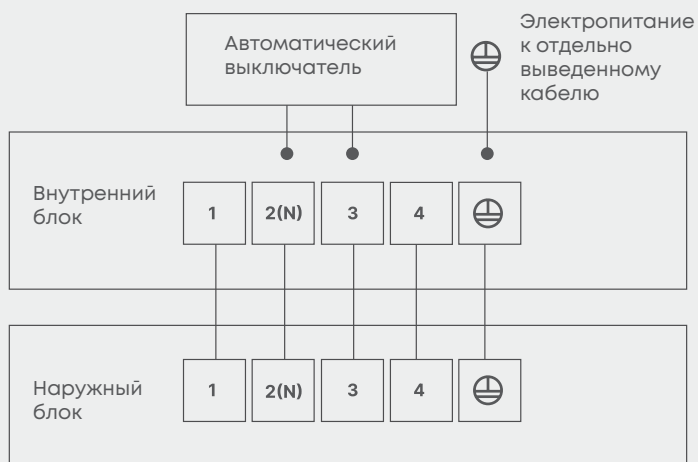 Автоматический
выключатель
Электропитание
к отдельно
выведенному
кабелю
Внутренний
блок
1 2(N) 3 4
Наружный
блок
1 2(N) 3 4